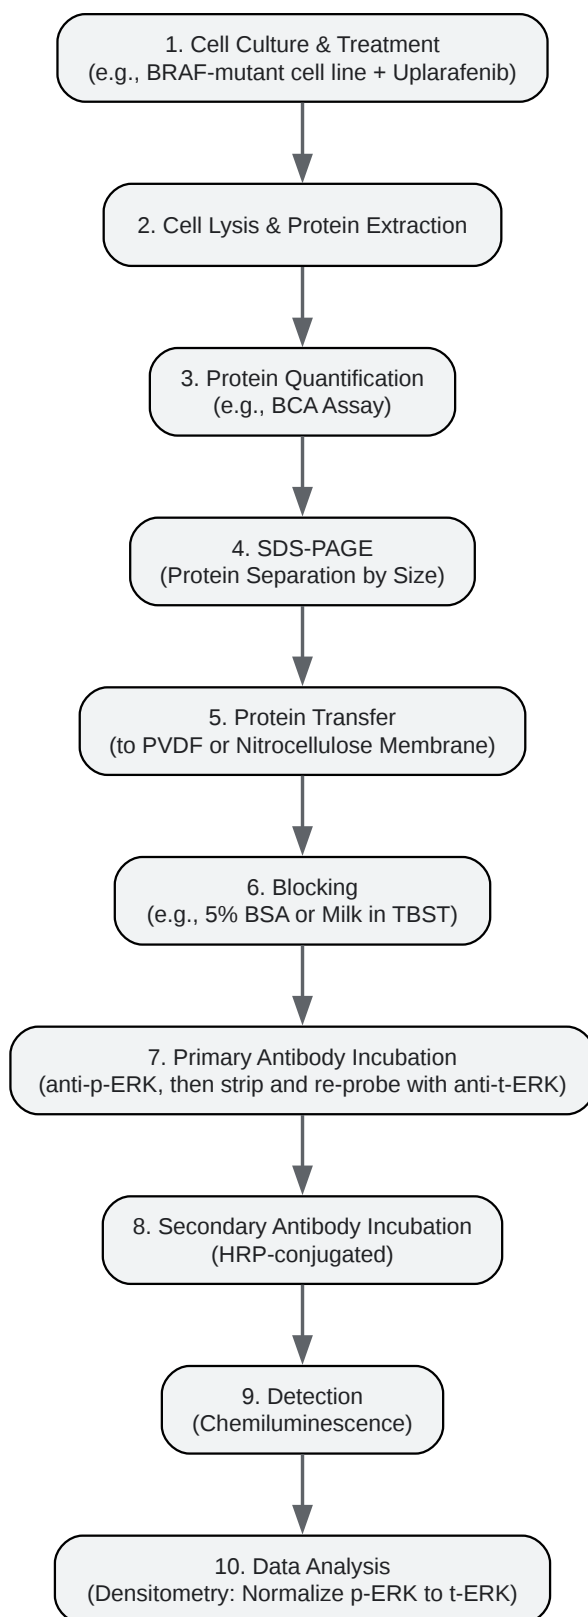 1. Cell Culture & Treatment
(e.g., BRAF-mutant cell line + Uplarafenib)
2. Cell Lysis & Protein Extraction
3. Protein Quantification
(e.g., BCA Assay)
4. SDS-PAGE
(Protein Separation by Size)
5. Protein Transfer
(to PVDF or Nitrocellulose Membrane)
6. Blocking
(e.g., 5% BSA or Milk in TBST)
7. Primary Antibody Incubation
(anti-p-ERK, then strip and re-probe with anti-t-ERK)
8. Secondary Antibody Incubation
(HRP-conjugated)
9. Detection
(Chemiluminescence)
10. Data Analysis
(Densitometry: Normalize p-ERK to t-ERK)